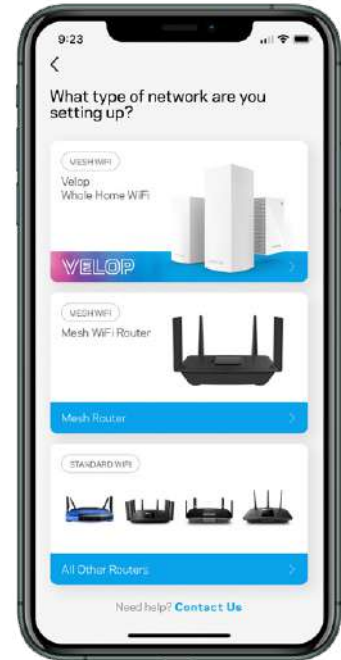 9:23
What type of network are you
setting up?
MESH WIFI
Velop
Whole Home WiFi
VELOP
MESH WIFI
Mesh WiFi Router
Mesh Router
STANDARD WIFI
All Other Routers
Need help? Contact Us